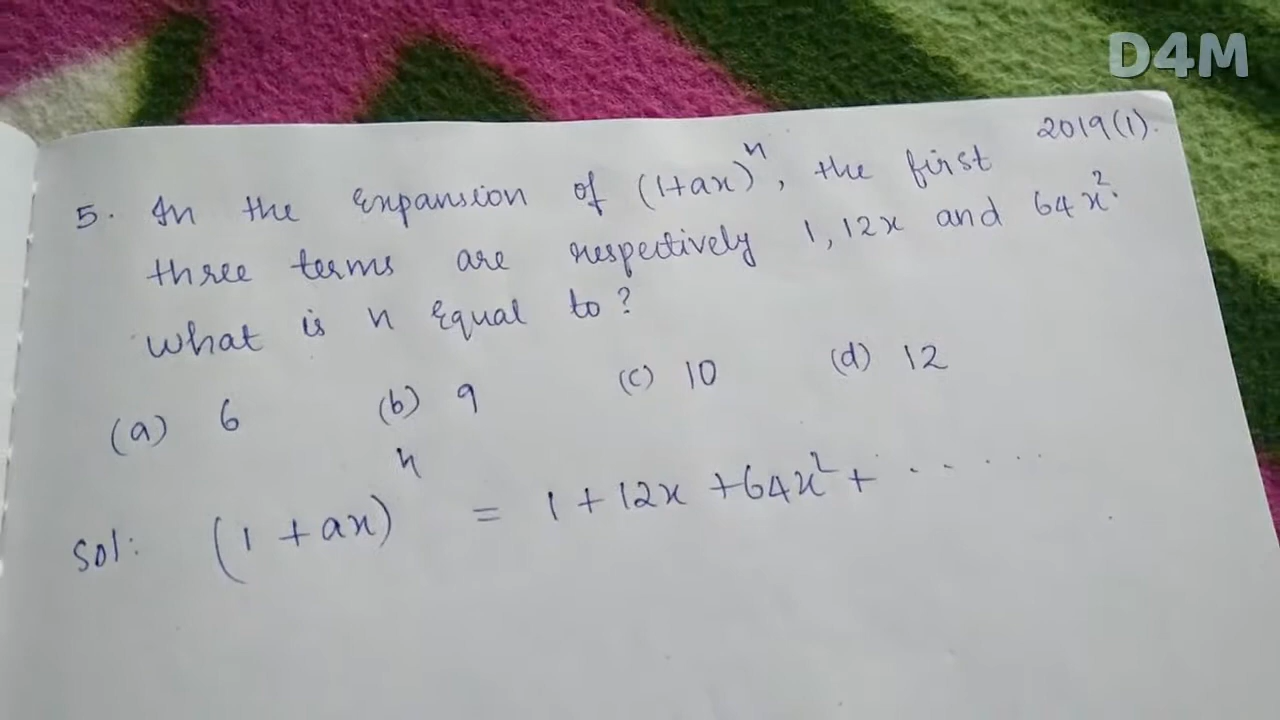 D4M
2019(1).
5. In the Expansion of (1+ax)ⁿ, the first
three terms are respectively 1, 12x and 64x².
What is n Equal to?
(a) 6 (b) 9 (c) 10 (d) 12
Sol: (1 + ax)ⁿ = 1 + 12x + 64x² + ......